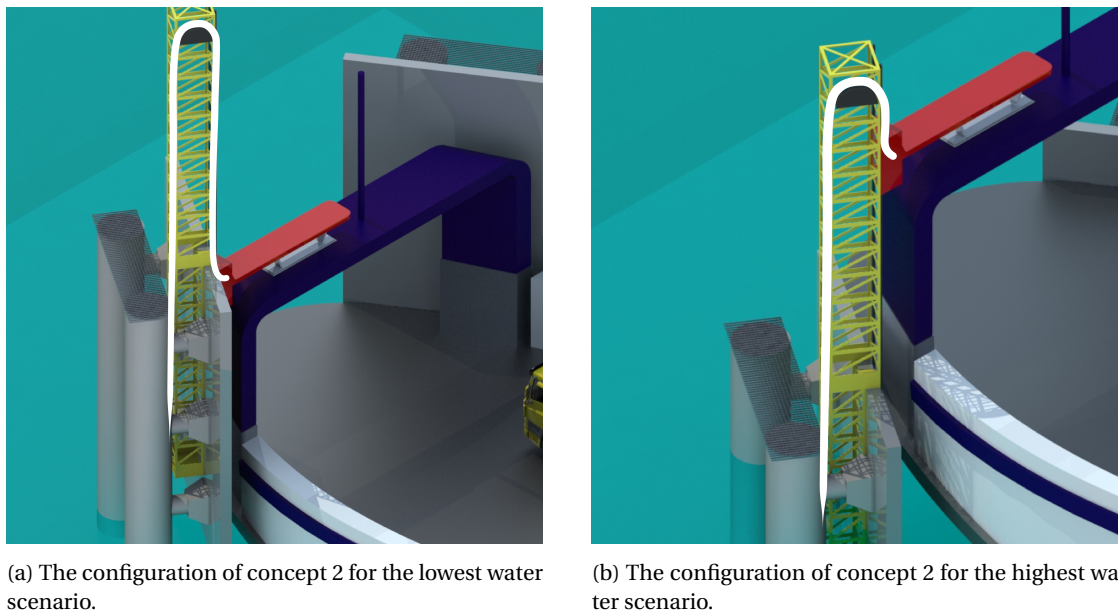 (a) The configuration of concept 2 for the lowest water
scenario.
(b) The configuration of concept 2 for the highest wa
ter scenario.